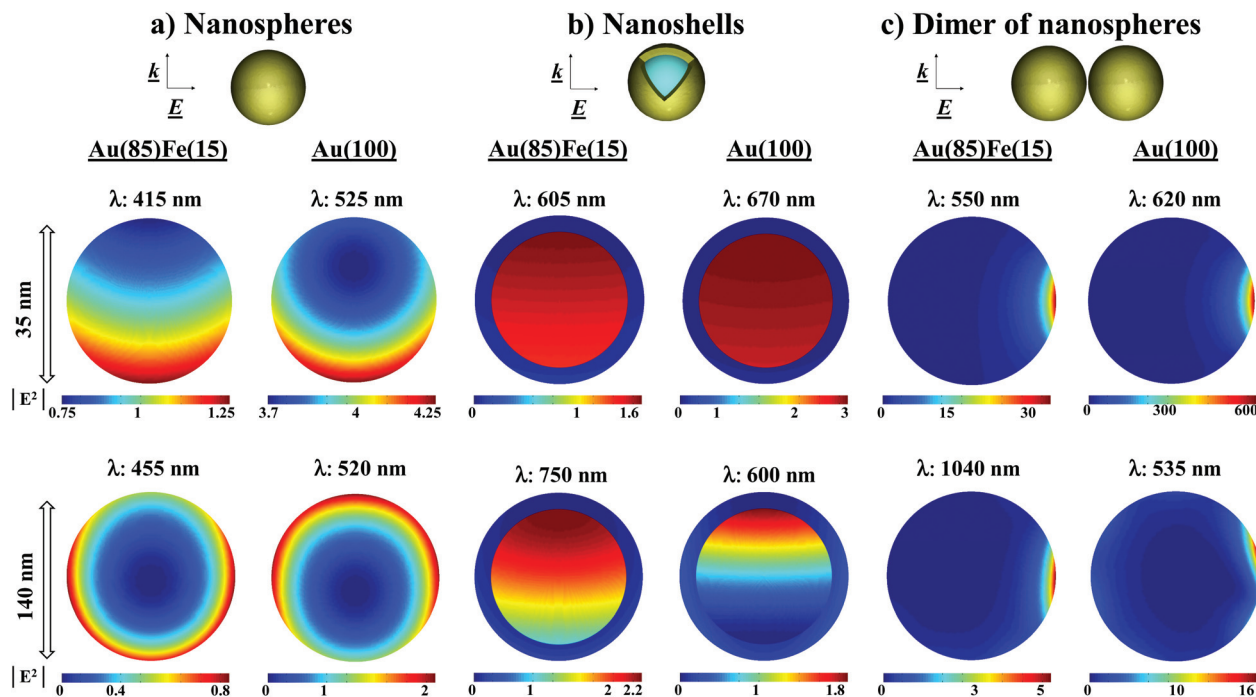 a) Nanospheres b) Nanoshells c) Dimer of nanospheres
k E k E k E
Au(85)Fe(15) Au(100) Au(85)Fe(15) Au(100) Au(85)Fe(15) Au(100)
λ: 415 nm λ: 525 nm λ: 605 nm λ: 670 nm λ: 550 nm λ: 620 nm
35 nm
|E²| 0.75 1 1.25 3.7 4 4.25 0 1 1.6 0 1 2 3 0 15 30 0 300 600
λ: 455 nm λ: 520 nm λ: 750 nm λ: 600 nm λ: 1040 nm λ: 535 nm
140 nm
|E²| 0 0.4 0.8 0 1 2 0 1 2 2.2 0 1 1.8 0 3 5 0 10 16